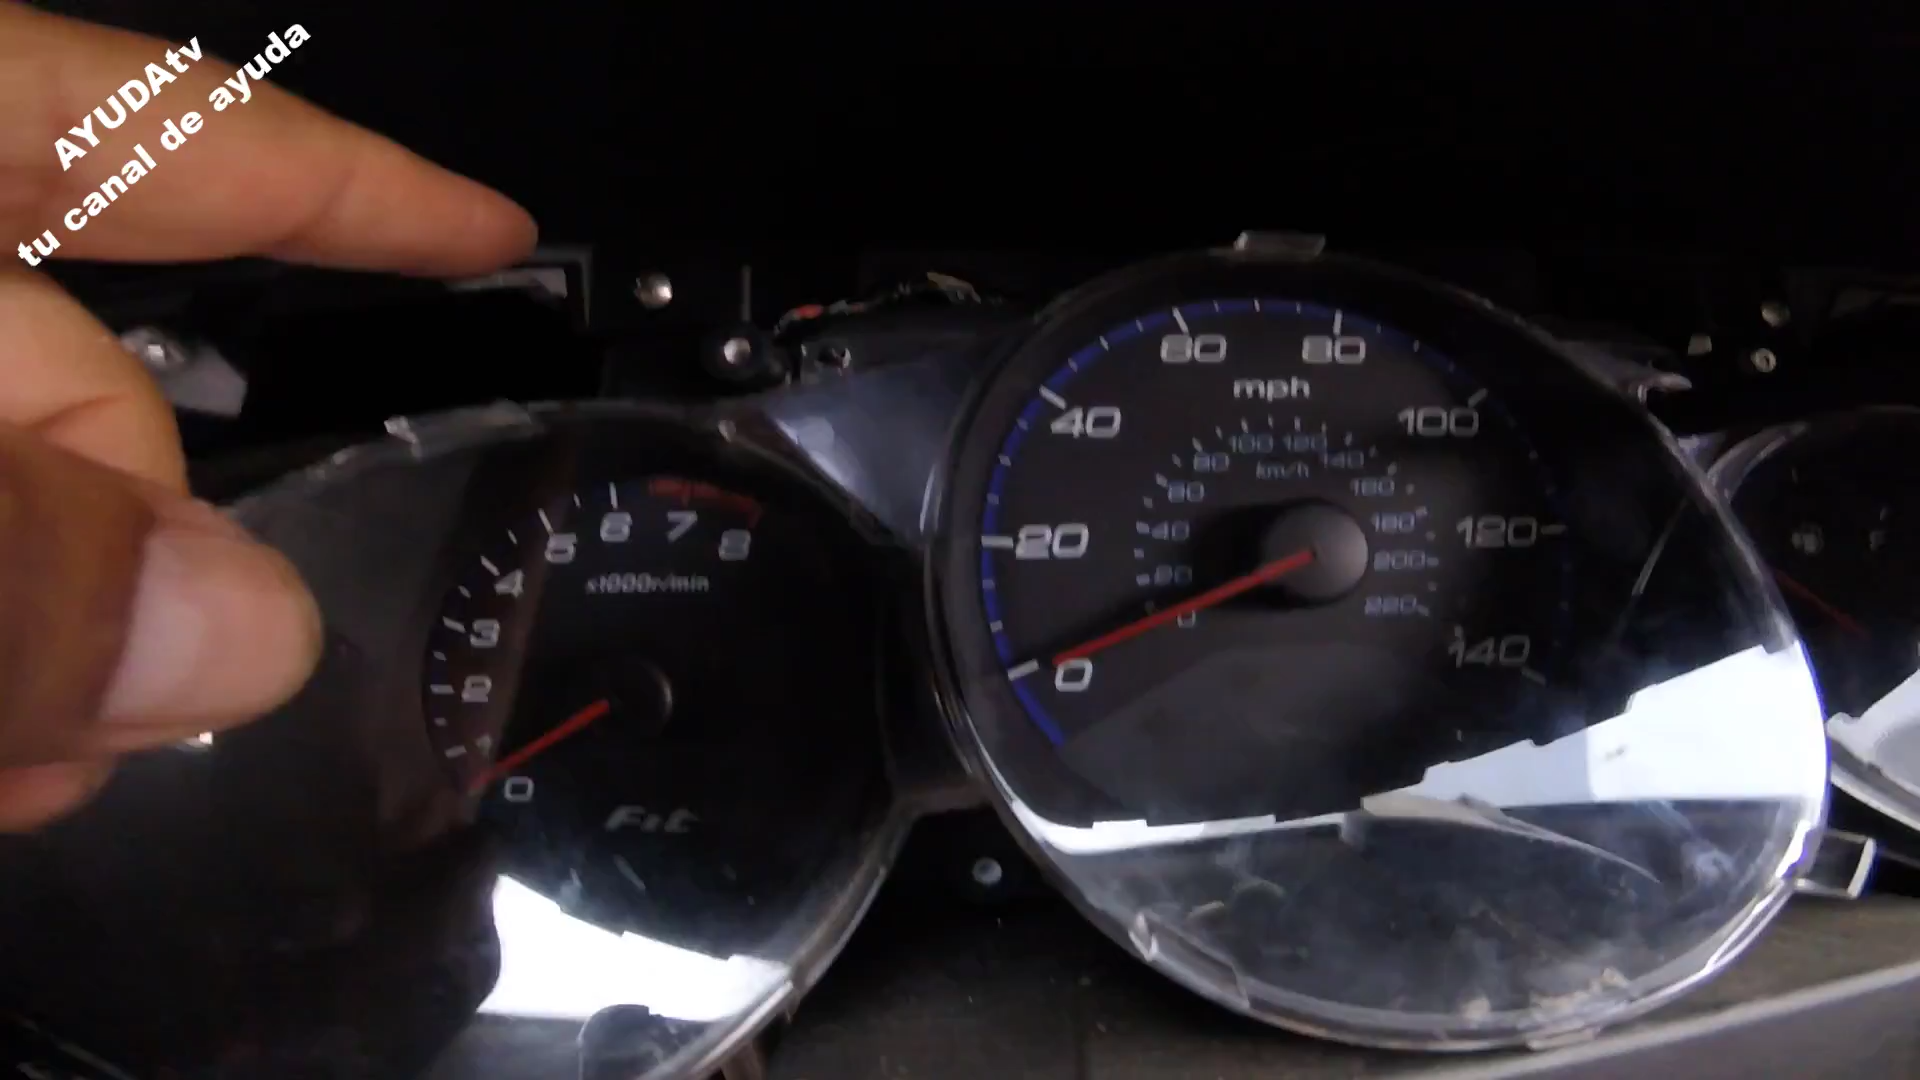 AYUDAtv
tu canal de ayuda
60 80
mph
40 100
100 120
80 140
km/h
60 160
20 40 180 120
20 200
0 220
0 140
5 6 7 8
4 x1000r/min
3
2
1
0
Fit
F